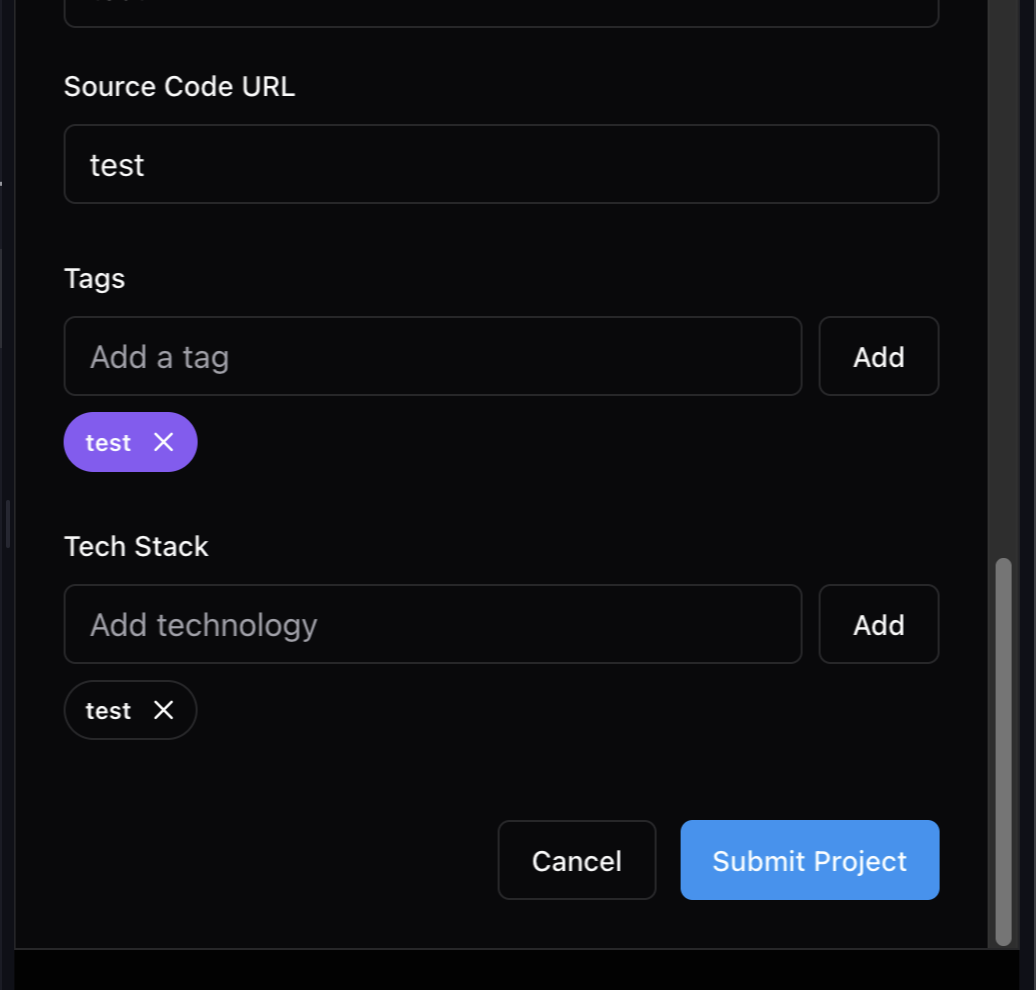 Source Code URL
test
Tags
Add a tag
Add
test
Tech Stack
Add technology
Add
test
Cancel
Submit Project